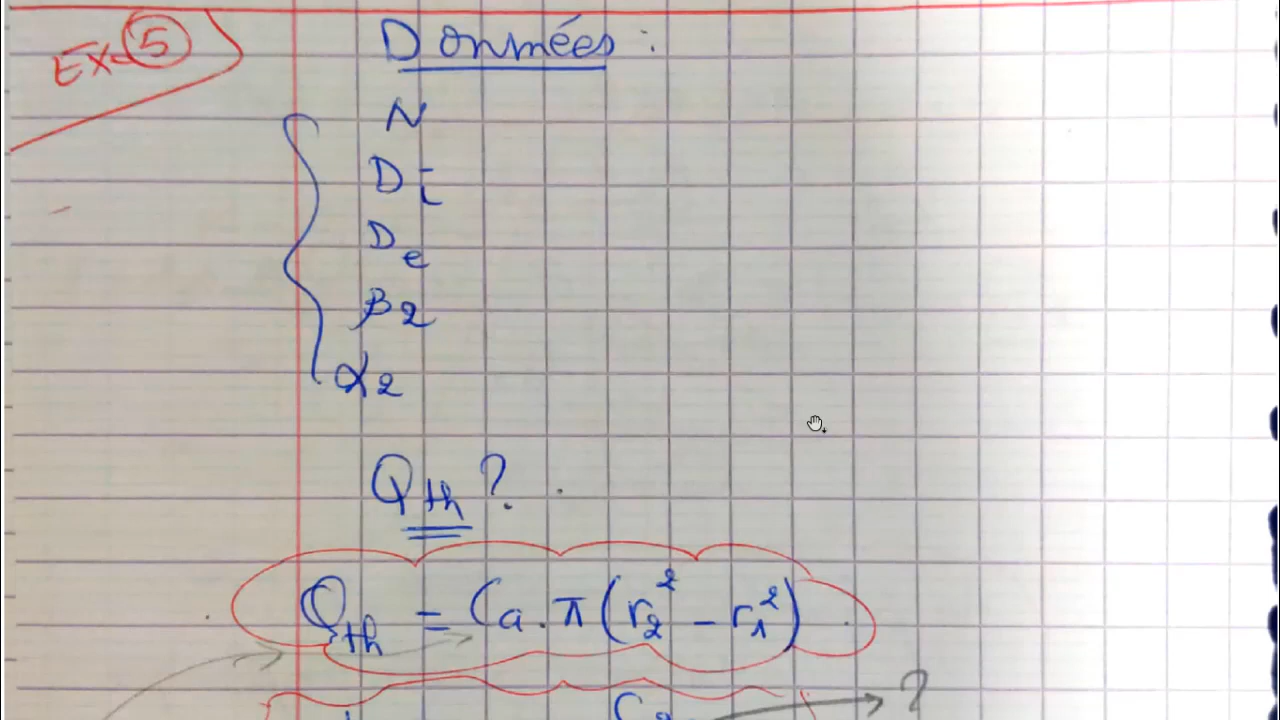 Ex 5
Données :
N
Di
De
β2
α2
Qth ?
Qth = Ca . π (r2² - r1²)
?